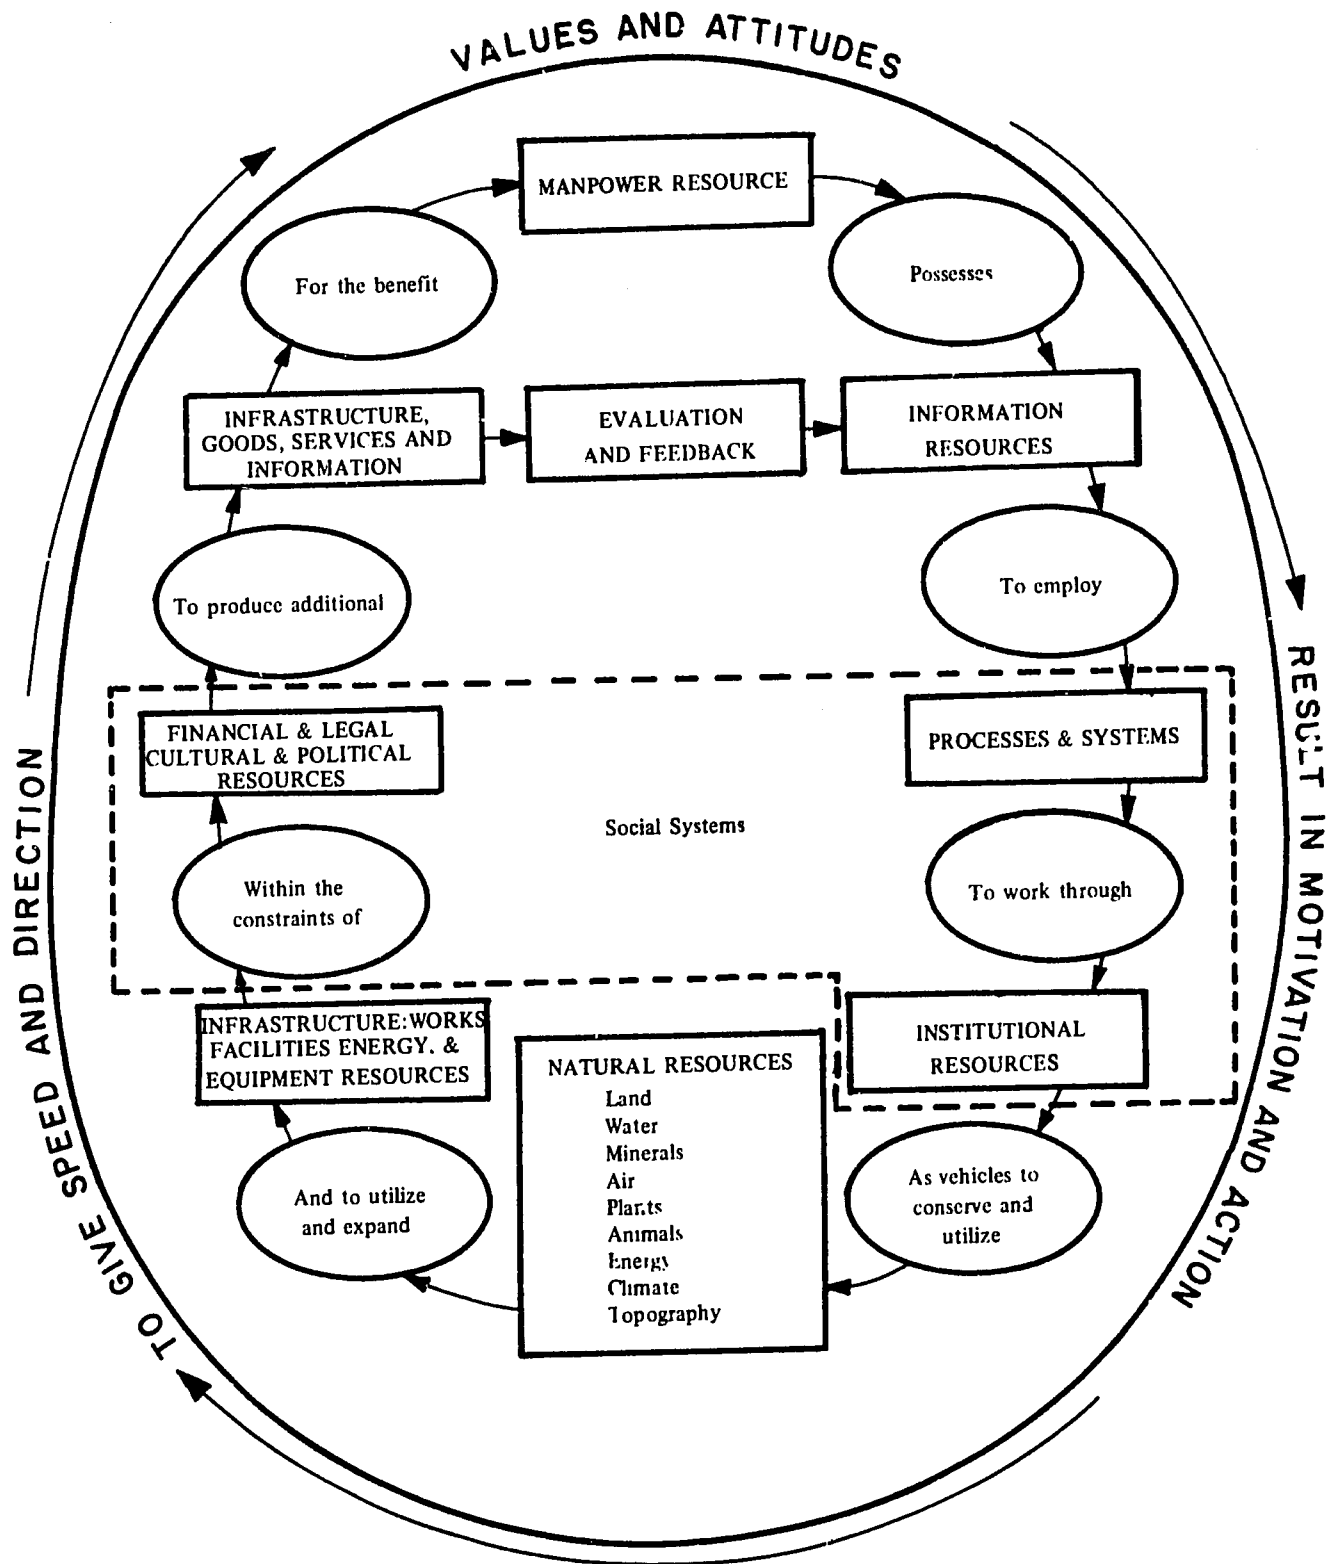 VALUES AND ATTITUDES
MANPOWER RESOURCE
For the benefit
Possesses
INFRASTRUCTURE,
GOODS, SERVICES AND
INFORMATION
EVALUATION
AND FEEDBACK
INFORMATION
RESOURCES
To produce additional
To employ
FINANCIAL & LEGAL
CULTURAL & POLITICAL
RESOURCES
PROCESSES & SYSTEMS
Social Systems
Within the
constraints of
To work through
INFRASTRUCTURE:WORKS
FACILITIES ENERGY. &
EQUIPMENT RESOURCES
NATURAL RESOURCES
Land
Water
Minerals
Air
Plants
Animals
Energy
Climate
Topography
INSTITUTIONAL
RESOURCES
And to utilize
and expand
As vehicles to
conserve and
utilize
RESULT IN MOTIVATION AND ACTION
TO GIVE SPEED AND DIRECTION